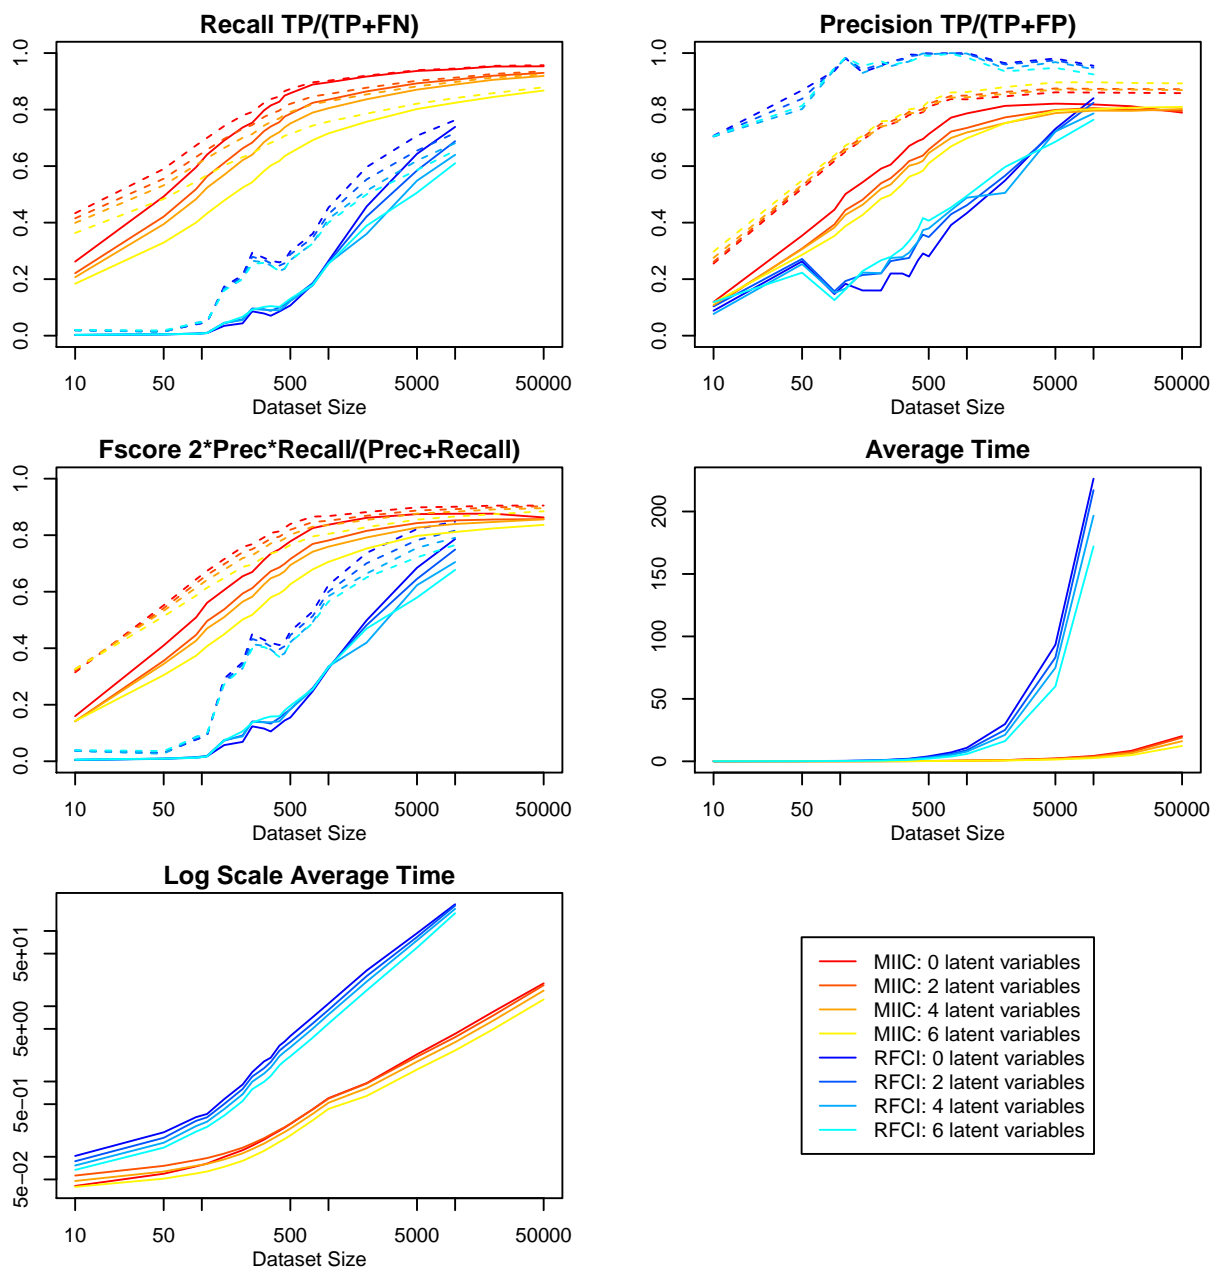 Recall TP/(TP+FN)
1.0
0.8
0.6
0.4
0.2
0.0
10 50 500 5000 50000
Dataset Size
Precision TP/(TP+FP)
1.0
0.8
0.6
0.4
0.2
0.0
10 50 500 5000 50000
Dataset Size
Fscore 2*Prec*Recall/(Prec+Recall)
1.0
0.8
0.6
0.4
0.2
0.0
10 50 500 5000 50000
Dataset Size
Average Time
200
150
100
50
0
10 50 500 5000 50000
Dataset Size
Log Scale Average Time
5e+01
5e+00
5e−01
5e−02
10 50 500 5000 50000
Dataset Size
MIIC: 0 latent variables
MIIC: 2 latent variables
MIIC: 4 latent variables
MIIC: 6 latent variables
RFCI: 0 latent variables
RFCI: 2 latent variables
RFCI: 4 latent variables
RFCI: 6 latent variables